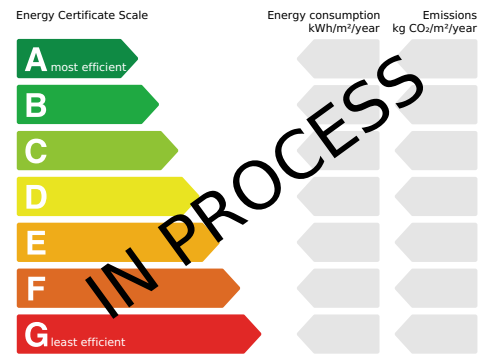 Energy Certificate Scale
Energy consumption
kWh/m²/year
Emissions
kg CO₂/m²/year
A most efficient
B
C
D
E
F
G least efficient
IN PROCESS